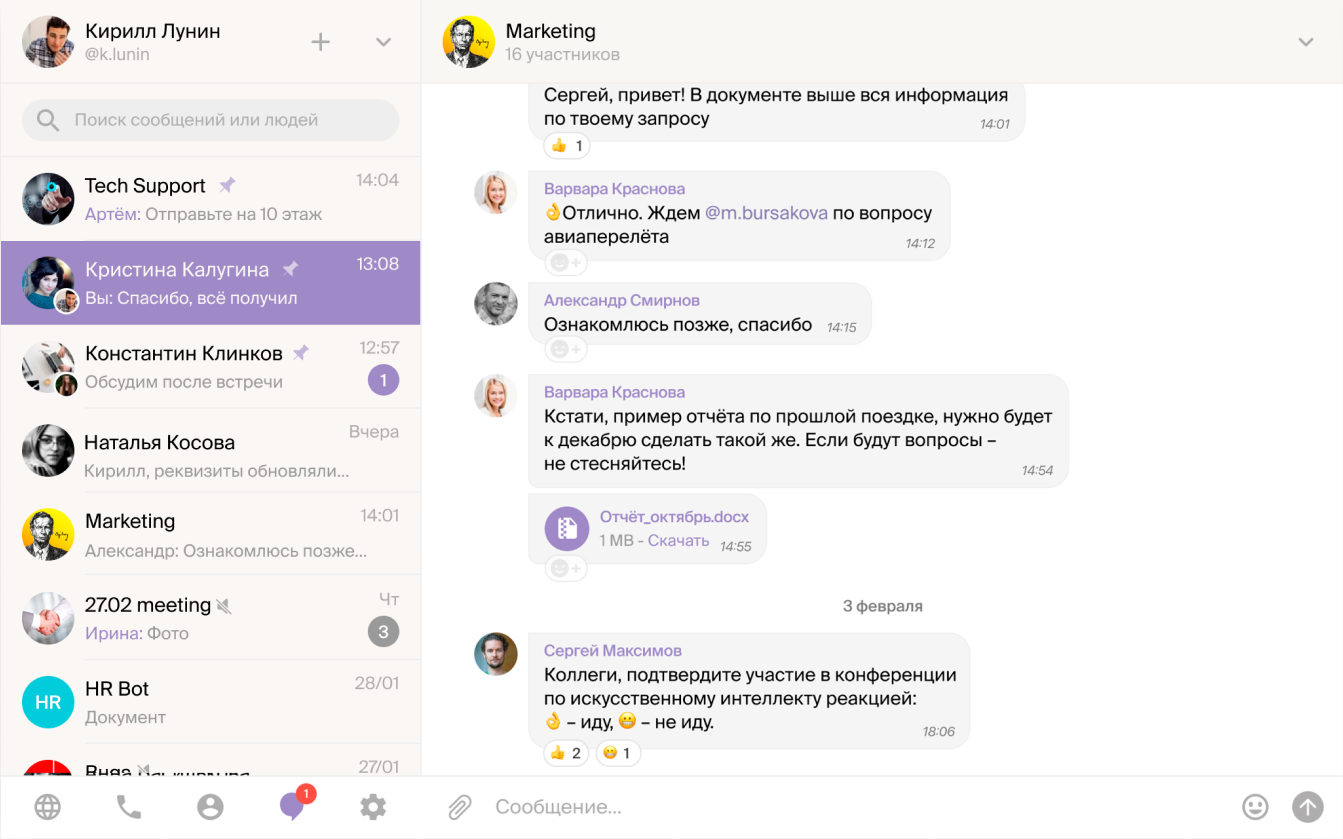 Кирилл Лунин
@k.lunin
Поиск сообщений или людей
Tech Support
14:04
Артём: Отправьте на 10 этаж
Кристина Калугина
13:08
Вы: Спасибо, всё получил
Константин Клинков
12:57
Обсудим после встречи
1
Наталья Косова
Вчера
Кирилл, реквизиты обновляли...
Marketing
14:01
Александр: Ознакомлюсь позже...
27.02 meeting
Чт
Ирина: Фото
3
HR
HR Bot
28/01
Документ
27/01
1
Marketing
16 участников
Сергей, привет! В документе выше вся информация
по твоему запросу
14:01
👍 1
Варвара Краснова
👌Отлично. Ждем @m.bursakova по вопросу
авиаперелёта
14:12
Александр Смирнов
Ознакомлюсь позже, спасибо
14:15
Варвара Краснова
Кстати, пример отчёта по прошлой поездке, нужно будет
к декабрю сделать такой же. Если будут вопросы –
не стесняйтесь!
14:54
Отчёт_октябрь.docx
1 MB - Скачать
14:55
3 февраля
Сергей Максимов
Коллеги, подтвердите участие в конференции
по искусственному интеллекту реакцией:
👌 – иду, 😬 – не иду.
18:06
👍 2 😬 1
Сообщение...